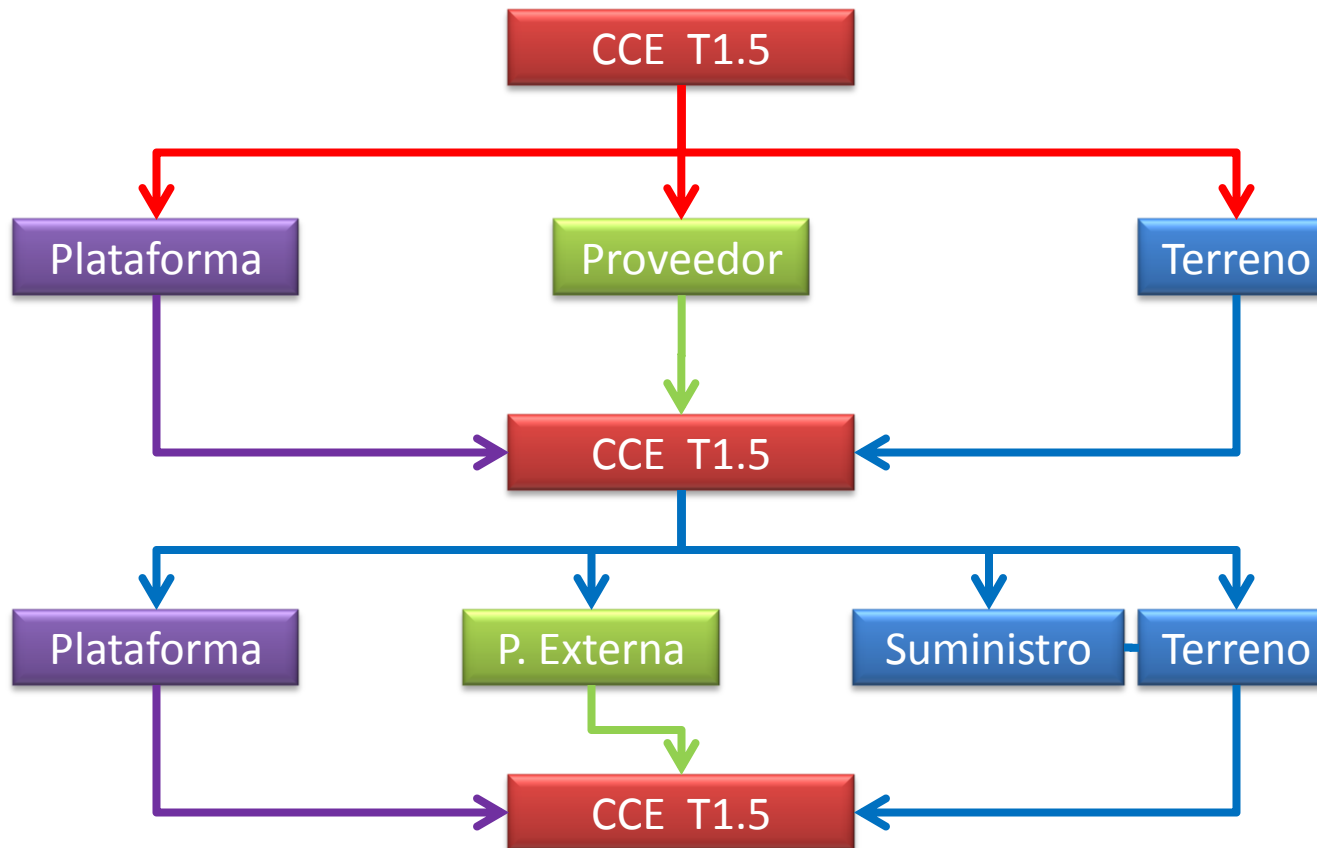 CCE T1.5
Plataforma
Proveedor
Terreno
CCE T1.5
Plataforma
P. Externa
Suministro
Terreno
CCE T1.5